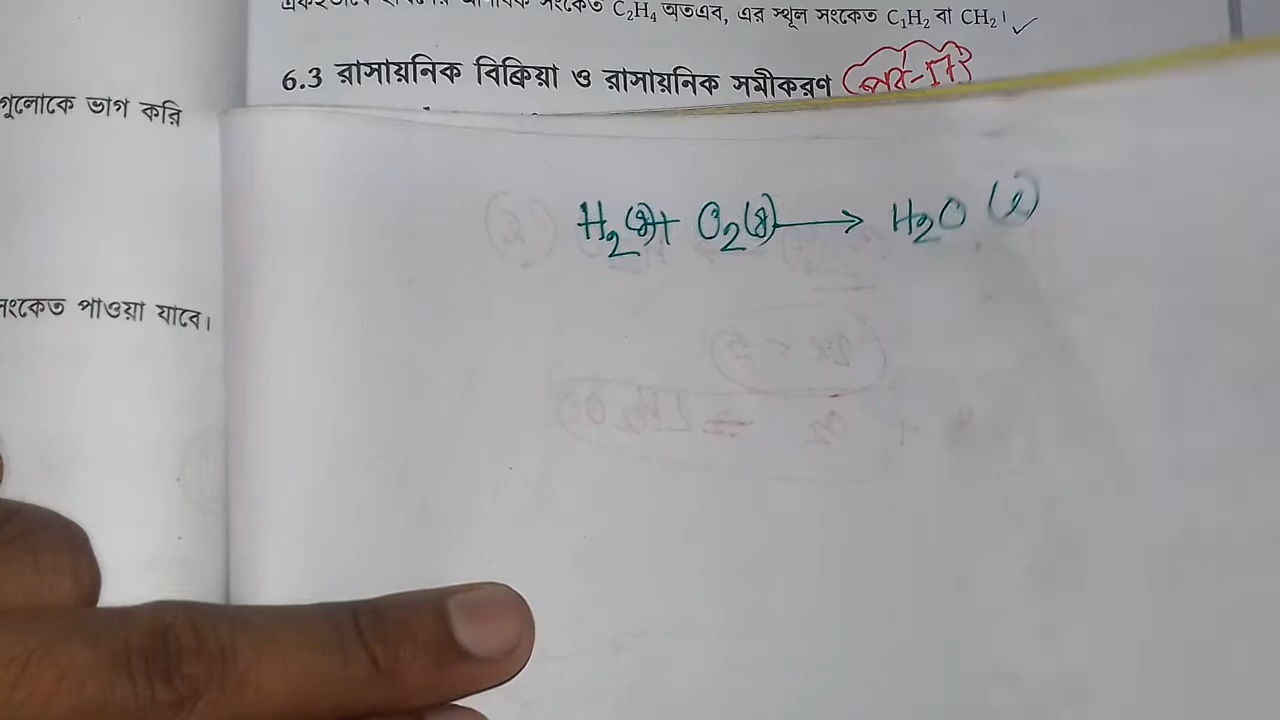 সংকেত C₂H₄ অতএব, এর স্থূল সংকেত C₁H₂ বা CH₂।
6.3 রাসায়নিক বিক্রিয়া ও রাসায়নিক সমীকরণ
গুলোকে ভাগ করি
H₂(g)+ O₂(g)⟶ H₂O (l)
সংকেত পাওয়া যাবে।